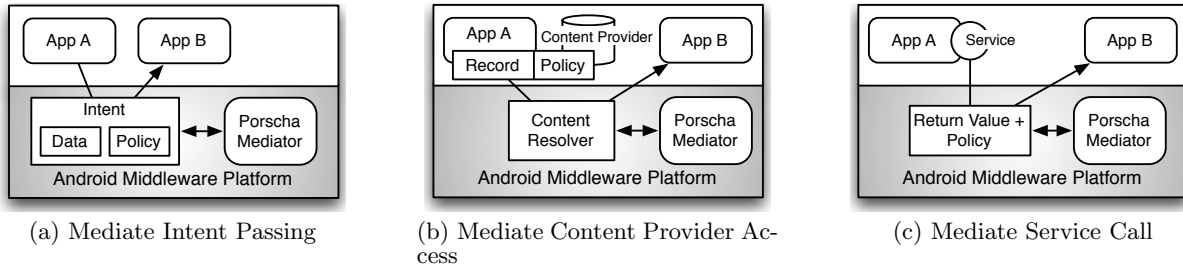 App A
App B
Intent
Data
Policy
Porscha
Mediator
Android Middleware Platform
(a) Mediate Intent Passing
App A
Content Provider
App B
Record
Policy
Content
Resolver
Porscha
Mediator
Android Middleware Platform
(b) Mediate Content Provider Ac-
cess
App A
Service
App B
Return Value +
Policy
Porscha
Mediator
Android Middleware Platform
(c) Mediate Service Call